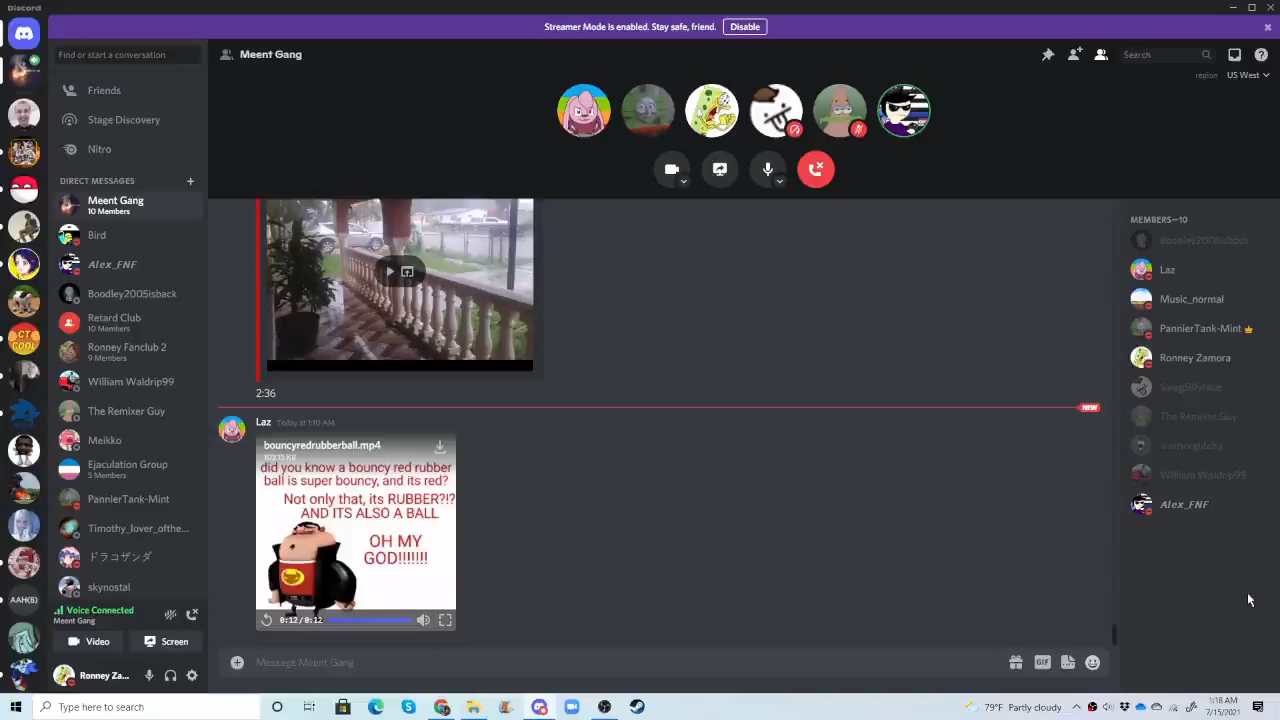 Discord
Streamer Mode is enabled. Stay safe, friend.
Disable
Find or start a conversation
Meent Gang
Search
region US West
Friends
Stage Discovery
Nitro
DIRECT MESSAGES
Meent Gang
10 Members
Bird
Alex_FNF
Boodley2005isback
Retard Club
10 Members
Ronney Fanclub 2
9 Members
William Waldrip99
The Remixer Guy
Meikko
Ejaculation Group
5 Members
PannierTank-Mint
Timothy_lover_ofthe...
ドラコザンダ
skynostal
CT
COOL
AAH(5)
Voice Connected
Meent Gang
Video
Screen
Ronney Za...
2:36
NEW
Laz Today at 1:10 AM
bouncyredrubberball.mp4
did you know a bouncy red rubber
ball is super bouncy, and its red?
Not only that, its RUBBER?!?
AND ITS ALSO A BALL
OH MY
GOD!!!!!!!
0:12/0:12
Message Meent Gang
GIF
MEMBERS—10
Boodley2005isback
Laz
Music_normal
PannierTank-Mint
Ronney Zamora
SwagSillyface
The Remixer Guy
William Waldrip99
Alex_FNF
Type here to search
79°F Partly cloudy
1:18 AM
7/15/2021